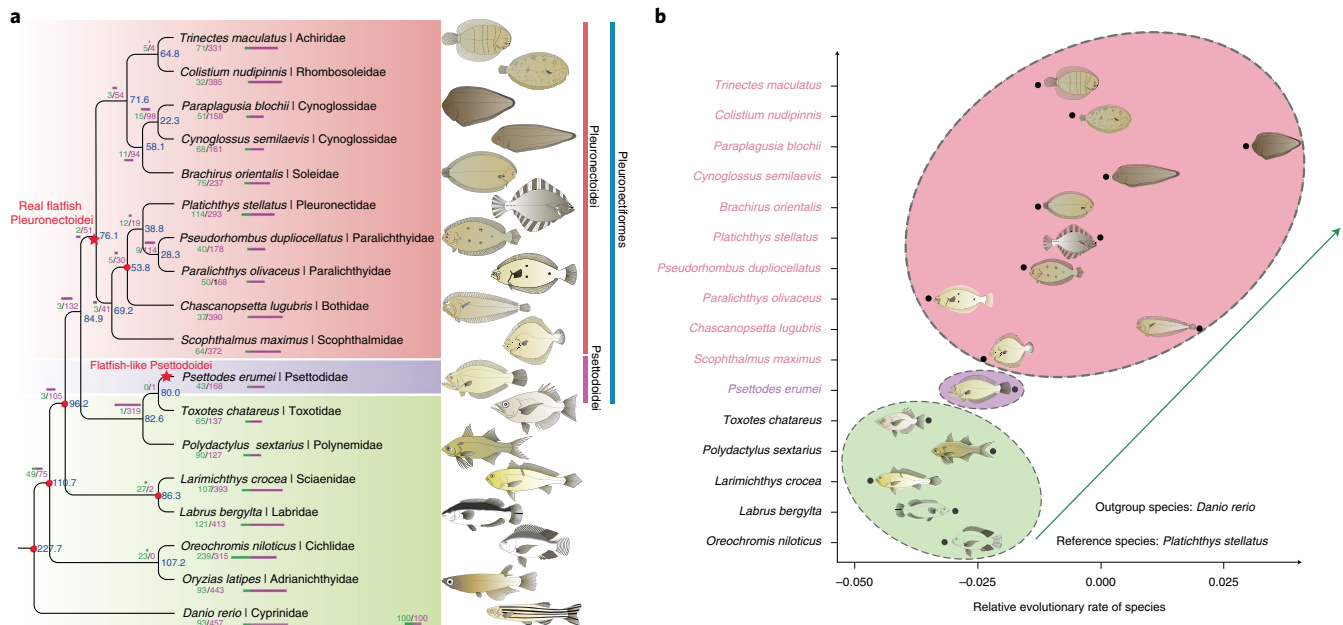 a
Trinectes maculatus | Achiridae
71/331
5/4
64.8
Colistium nudipinnis | Rhombosoleidae
32/385
3/54
71.6
Paraplagusia blochii | Cynoglossidae
51/158
15/98
22.3
Cynoglossus semilaevis | Cynoglossidae
68/161
11/94
58.1
Brachirus orientalis | Soleidae
75/237
Real flatfish
Pleuronectoidei
2/51
76.1
Platichthys stellatus | Pleuronectidae
114/293
12/19
38.8
Pseudorhombus dupliocellatus | Paralichthyidae
40/178
9/114
28.3
Paralichthys olivaceus | Paralichthyidae
50/168
5/30
53.8
Chascanopsetta lugubris | Bothidae
37/390
3/41
69.2
3/132
84.9
Scophthalmus maximus | Scophthalmidae
64/372
Flatfish-like Psettodoidei
Psettodes erumei | Psettodidae
43/168
0/1
80.0
3/105
96.2
1/319
82.6
Toxotes chatareus | Toxotidae
65/137
Polydactylus sextarius | Polynemidae
90/127
49/75
110.7
Larimichthys crocea | Sciaenidae
107/393
27/2
86.3
Labrus bergylta | Labridae
121/413
227.7
Oreochromis niloticus | Cichlidae
239/315
23/0
107.2
Oryzias latipes | Adrianichthyidae
93/443
Danio rerio | Cyprinidae
93/457
100/100
Pleuronectoidei
Psettodoidei
Pleuronectiformes
b
Trinectes maculatus
Colistium nudipinnis
Paraplagusia blochii
Cynoglossus semilaevis
Brachirus orientalis
Platichthys stellatus
Pseudorhombus dupliocellatus
Paralichthys olivaceus
Chascanopsetta lugubris
Scophthalmus maximus
Psettodes erumei
Toxotes chatareus
Polydactylus sextarius
Larimichthys crocea
Labrus bergylta
Oreochromis niloticus
Outgroup species: Danio rerio
Reference species: Platichthys stellatus
−0.050
−0.025
0.000
0.025
Relative evolutionary rate of species